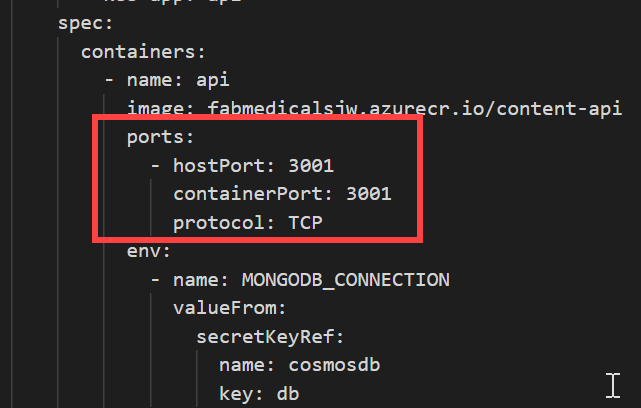 spec:
containers:
- name: api
image: fabmedicalsjw.azurecr.io/content-api
ports:
- hostPort: 3001
containerPort: 3001
protocol: TCP
env:
- name: MONGODB_CONNECTION
valueFrom:
secretKeyRef:
name: cosmosdb
key: db